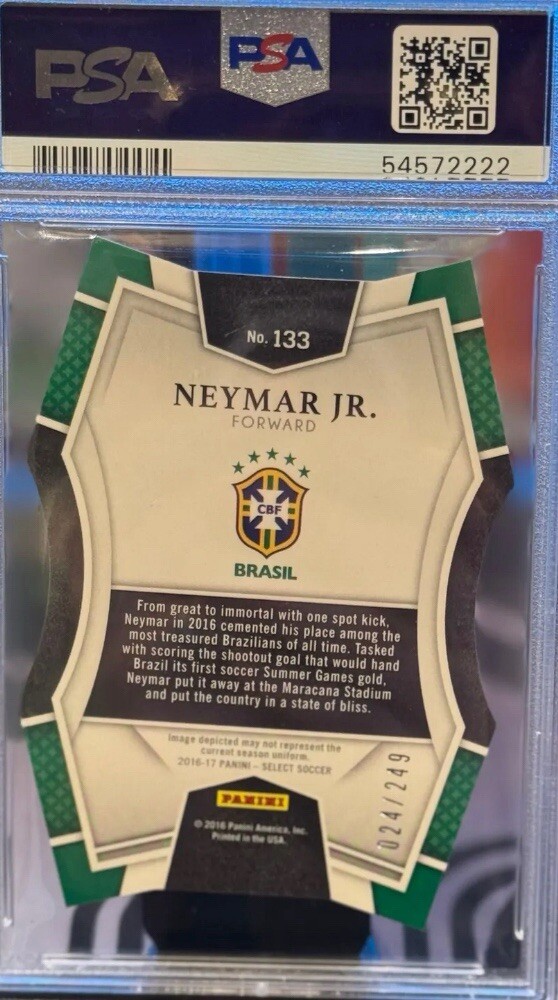 PSA
PSA
54572222
No. 133
NEYMAR JR.
FORWARD
CBF
BRASIL
From great to immortal with one spot kick,
Neymar in 2016 cemented his place among the
most treasured Brazilians of all time. Tasked
with scoring the shootout goal that would hand
Brazil its first soccer Summer Games gold,
Neymar put it away at the Maracana Stadium
and put the country in a state of bliss.
Image depicted may not represent the
current season uniform.
2016-17 PANINI – SELECT SOCCER
024/249
PANINI
© 2016 Panini America, Inc.
Printed in the USA.